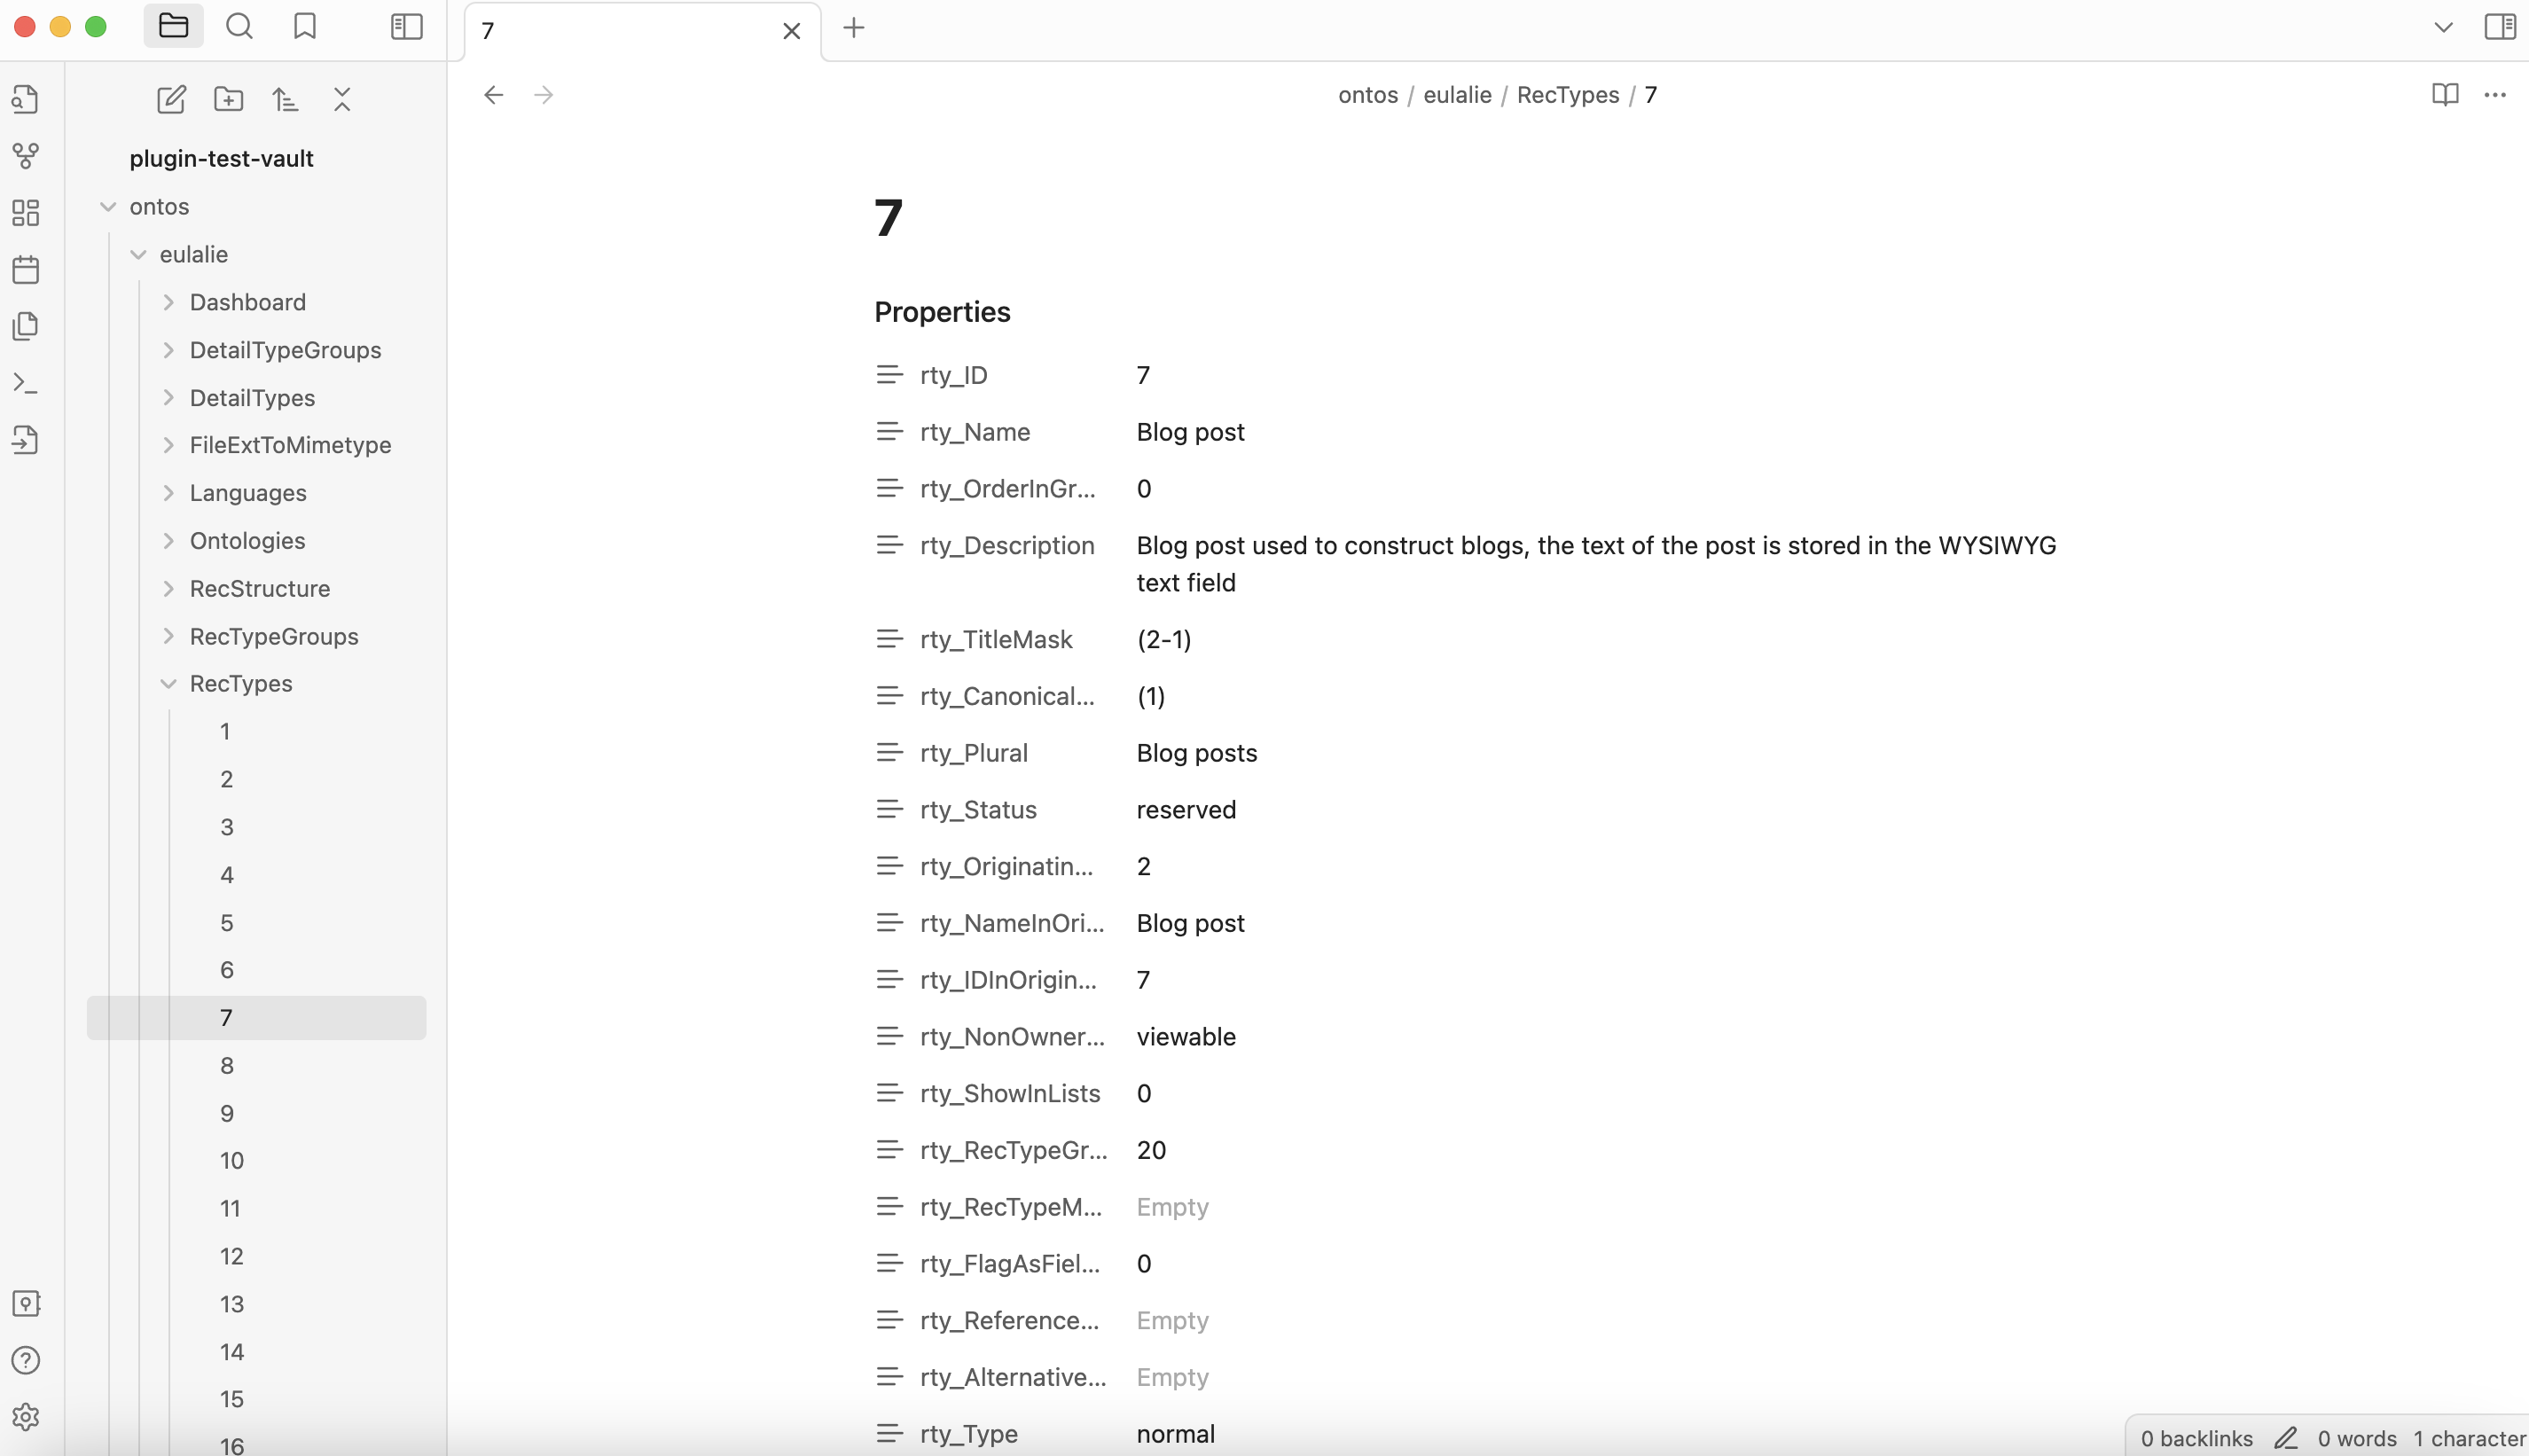 7
plugin-test-vault
ontos
eulalie
Dashboard
DetailTypeGroups
DetailTypes
FileExtToMimetype
Languages
Ontologies
RecStructure
RecTypeGroups
RecTypes
1
2
3
4
5
6
7
8
9
10
11
12
13
14
15
16
ontos / eulalie / RecTypes / 7
7
Properties
rty_ID 7
rty_Name Blog post
rty_OrderInGr... 0
rty_Description Blog post used to construct blogs, the text of the post is stored in the WYSIWYG
text field
rty_TitleMask (2-1)
rty_Canonical... (1)
rty_Plural Blog posts
rty_Status reserved
rty_Originatin... 2
rty_NameInOri... Blog post
rty_IDInOrigin... 7
rty_NonOwner... viewable
rty_ShowInLists 0
rty_RecTypeGr... 20
rty_RecTypeM... Empty
rty_FlagAsFiel... 0
rty_Reference... Empty
rty_Alternative... Empty
rty_Type normal
0 backlinks 0 words 1 character